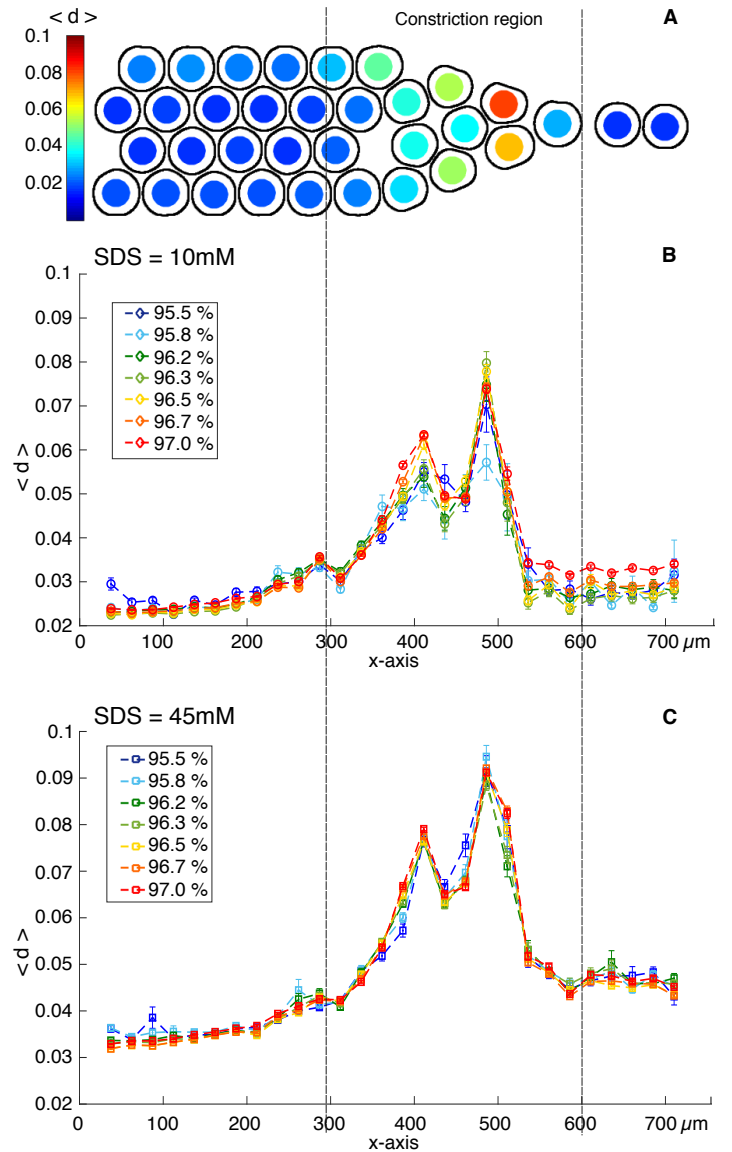 < d >
Constriction region
A
0.1
0.08
0.06
0.04
0.02
SDS = 10mM
B
0.1
0.09
0.08
0.07
0.06
0.05
0.04
0.03
0.02
< d >
95.5 %
95.8 %
96.2 %
96.3 %
96.5 %
96.7 %
97.0 %
0 100 200 300 400 500 600 700 µm
x-axis
SDS = 45mM
C
0.1
0.09
0.08
0.07
0.06
0.05
0.04
0.03
0.02
< d >
95.5 %
95.8 %
96.2 %
96.3 %
96.5 %
96.7 %
97.0 %
0 100 200 300 400 500 600 700 µm
x-axis